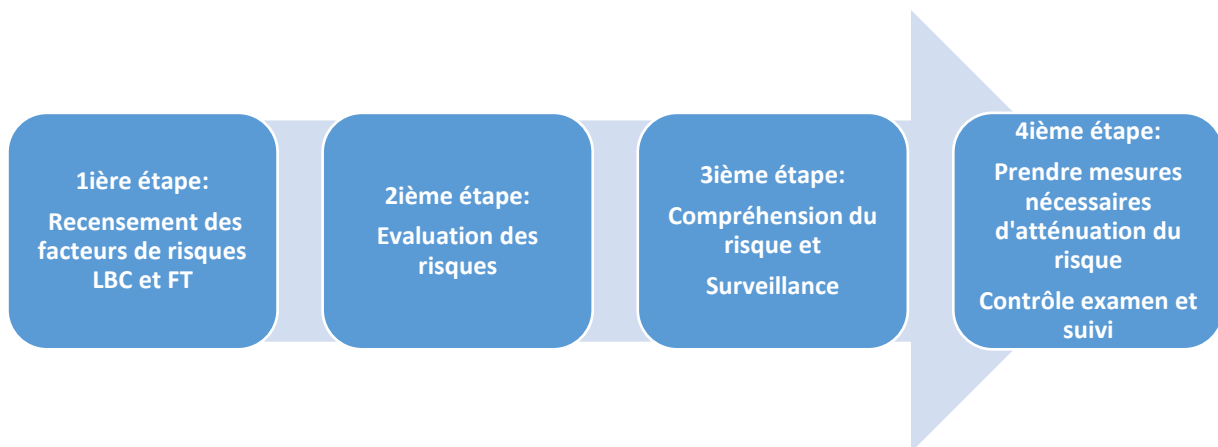 1ière étape:
Recensement des
facteurs de risques
LBC et FT
2ième étape:
Evaluation des
risques
3ième étape:
Compréhension du
risque et
Surveillance
4ième étape:
Prendre mesures
nécessaires
d'atténuation du
risque
Contrôle examen et
suivi